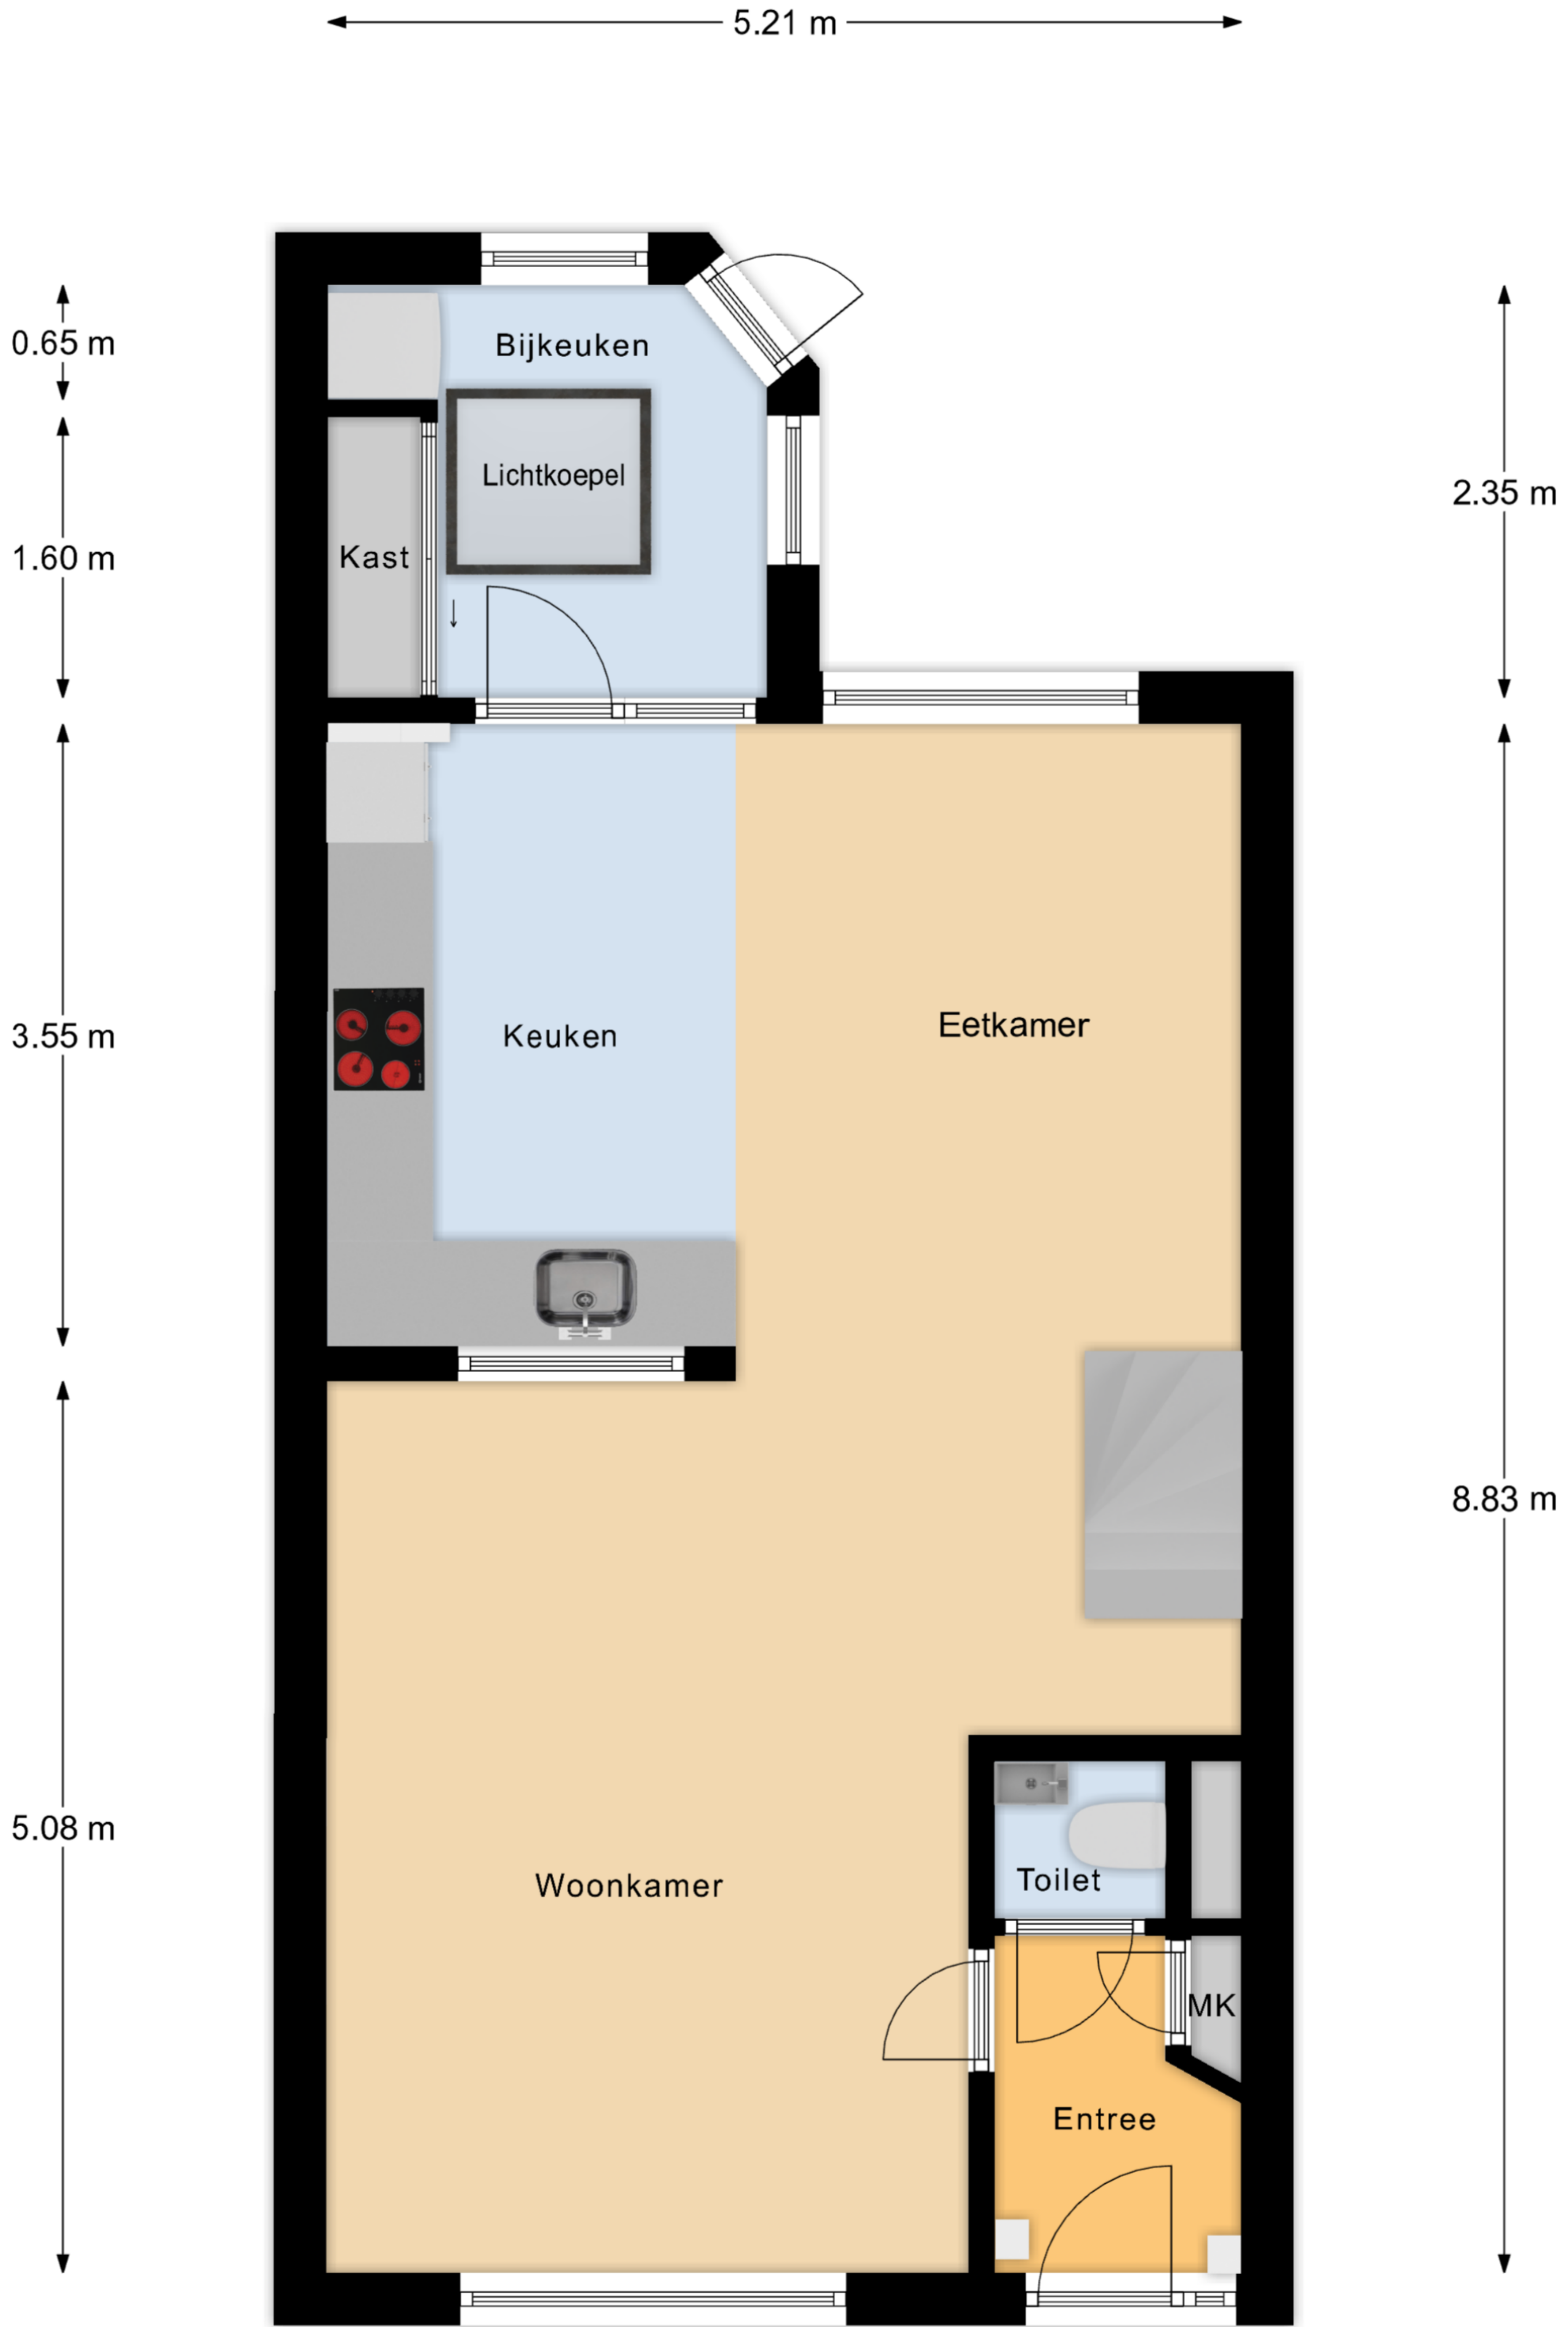 5.21 m
0.65 m
Bijkeuken
Lichtkoepel
2.35 m
1.60 m
Kast
3.55 m
Keuken
Eetkamer
8.83 m
5.08 m
Woonkamer
Toilet
MK
Entree